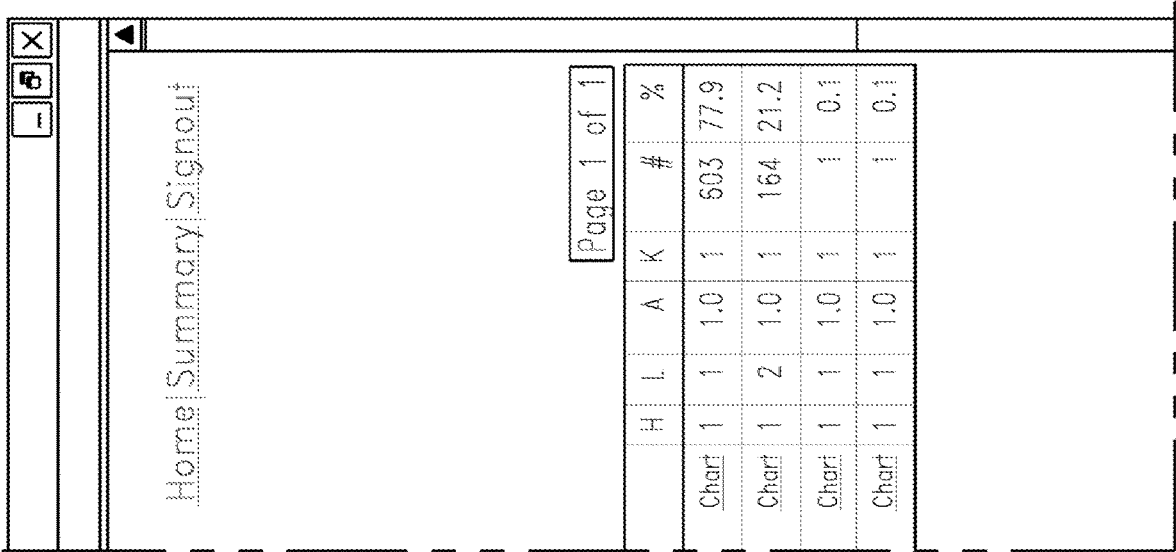 Home Summary Signout
Page 1 of 1
H L A K # %
Chart 1 1 1.0 1 603 77.9
Chart 1 2 1.0 1 164 21.2
Chart 1 1 1.0 1 1 0.1
Chart 1 1 1.0 1 1 0.1